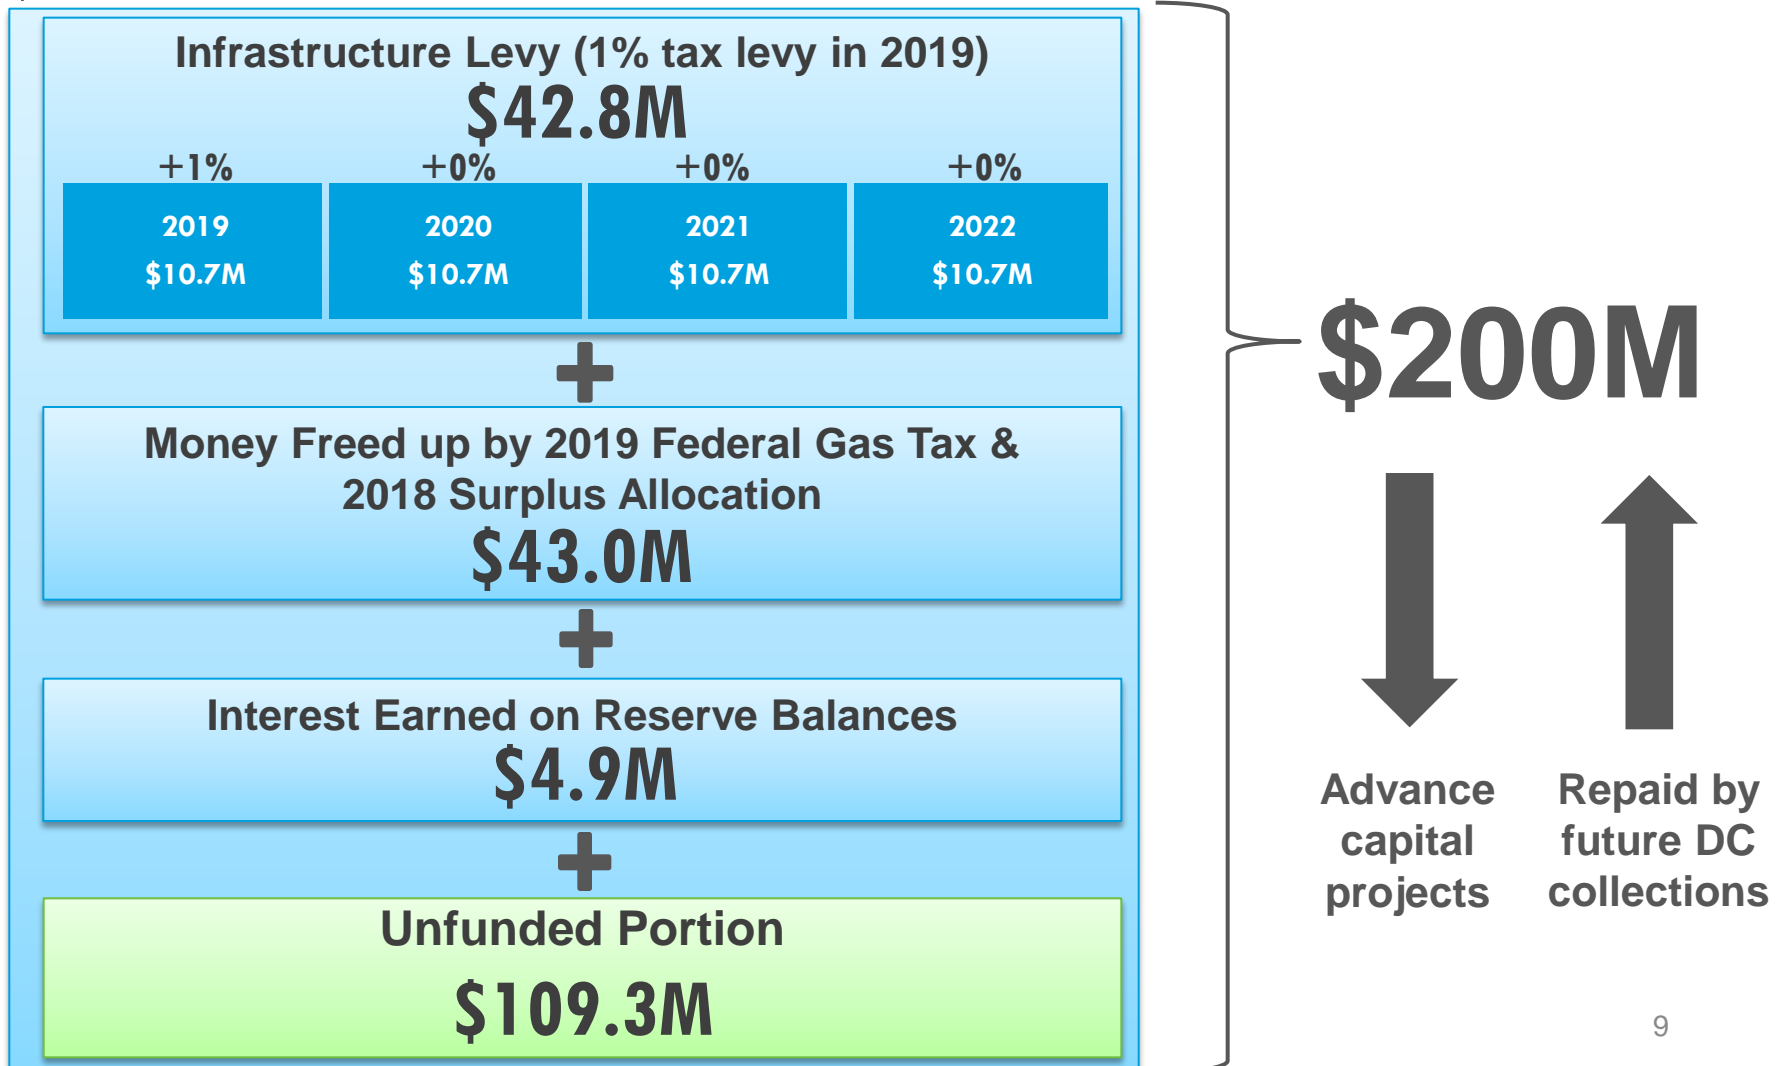 Infrastructure Levy (1% tax levy in 2019)
$42.8M
+1% +0% +0% +0%
2019 2020 2021 2022
$10.7M $10.7M $10.7M $10.7M
+
Money Freed up by 2019 Federal Gas Tax &
2018 Surplus Allocation
$43.0M
+
Interest Earned on Reserve Balances
$4.9M
+
Unfunded Portion
$109.3M
$200M
Advance
capital
projects
Repaid by
future DC
collections
9